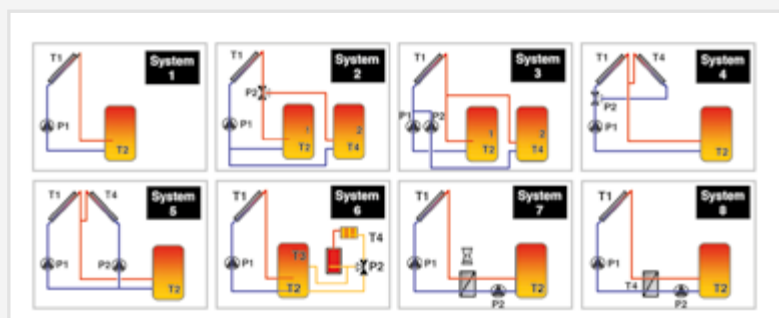 T1 System 1
P1
T2
T1 System 2
P2
P1 1 2
T2 T4
T1 System 3
P1 P2
1 2
T2 T4
T1 T4 System 4
P2
T2
T1 T4 System 5
P1 P2
T2
T1 System 6
T4
T3
P1 P2
T2
T1 System 7
P1
P2 T2
T1 System 8
P1
T4
P2 T2